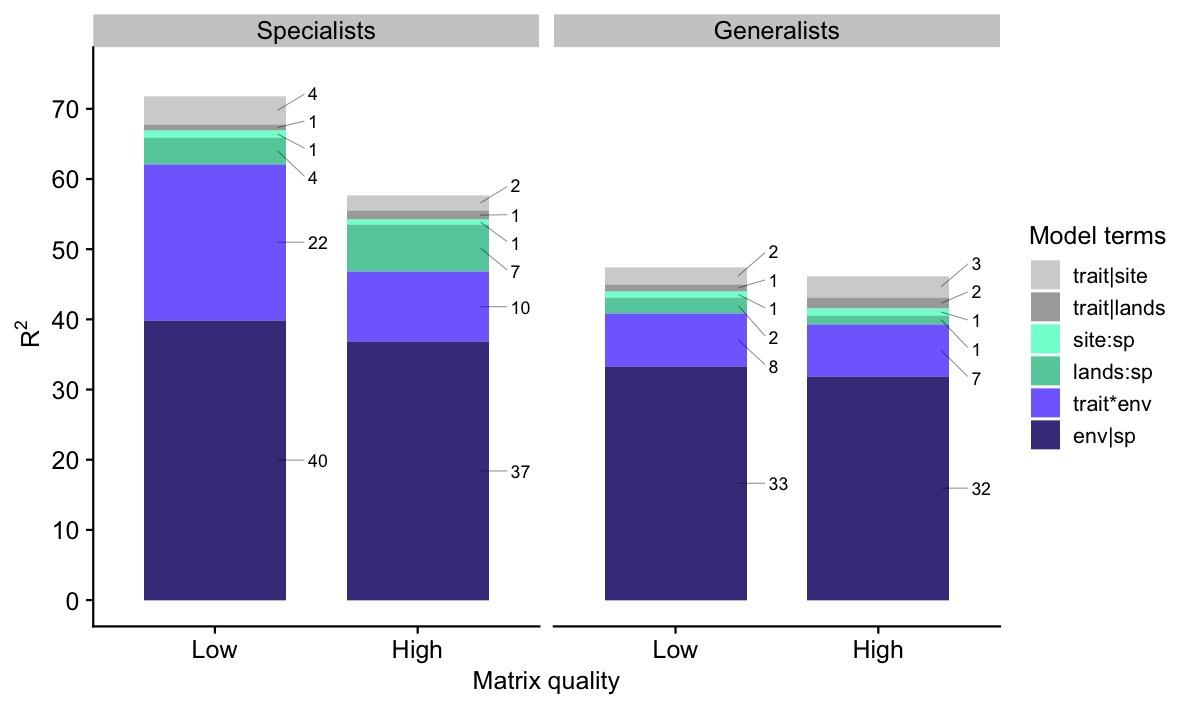 Specialists
Generalists
R²
70
60
50
40
30
20
10
0
4
1
1
4
22
40
2
1
1
7
10
37
2
1
1
2
8
33
3
2
1
1
7
32
Low
High
Low
High
Matrix quality
Model terms
trait|site
trait|lands
site:sp
lands:sp
trait*env
env|sp